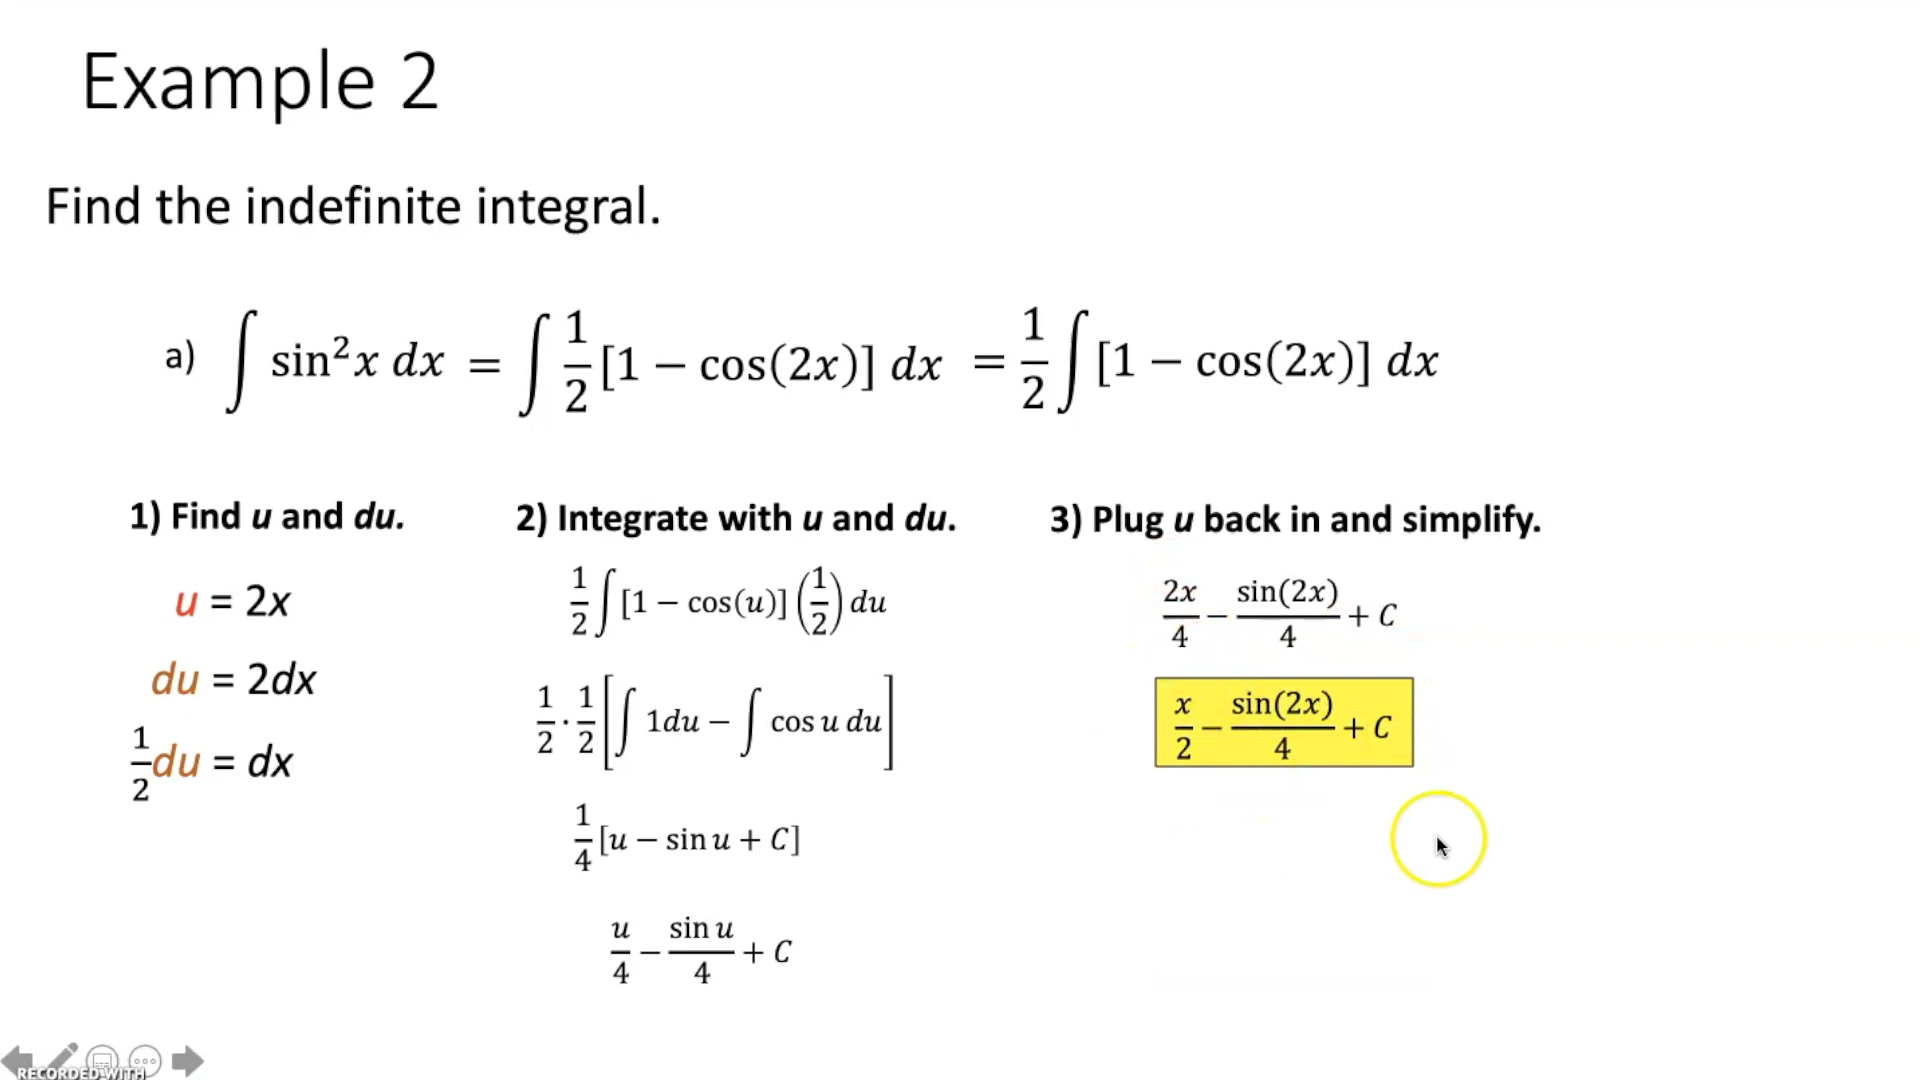 Example 2
Find the indefinite integral.
a) ∫ sin²x dx = ∫ 1/2 [1 − cos(2x)] dx = 1/2 ∫ [1 − cos(2x)] dx
1) Find u and du.
u = 2x
du = 2dx
1/2 du = dx
2) Integrate with u and du.
1/2 ∫ [1 − cos(u)] (1/2) du
1/2 · 1/2 [∫ 1du − ∫ cos u du]
1/4 [u − sin u + C]
u/4 − sin u/4 + C
3) Plug u back in and simplify.
2x/4 − sin(2x)/4 + C
x/2 − sin(2x)/4 + C
RECORDED WITH